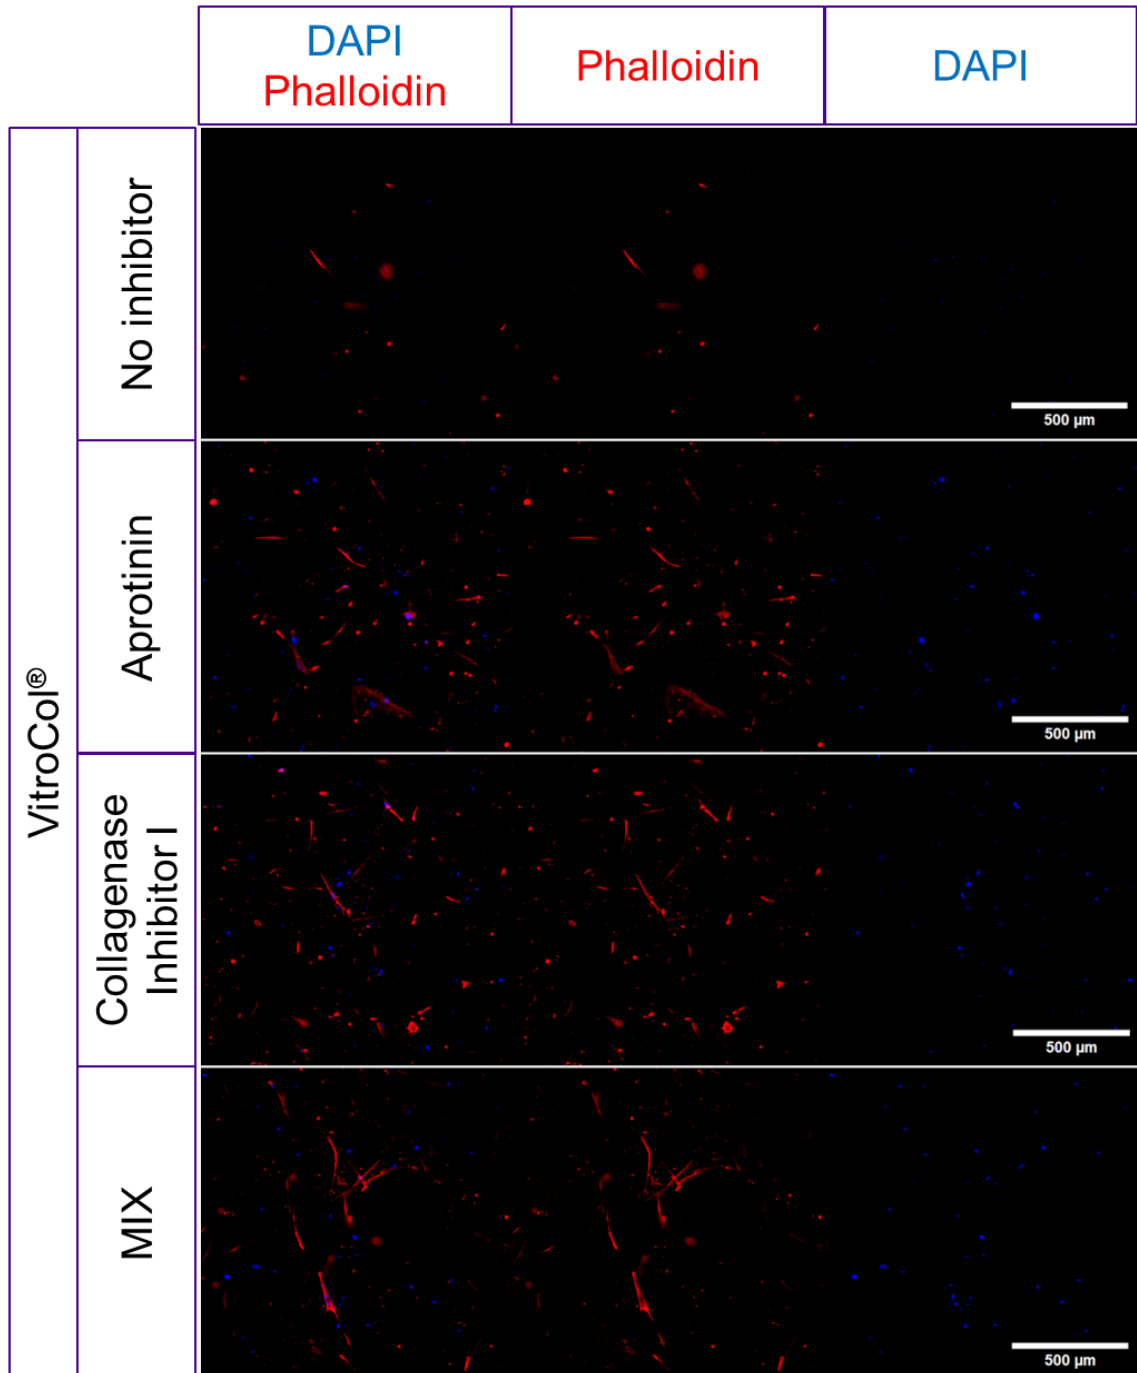 DAPI
Phalloidin
Phalloidin
DAPI
VitroCol®
No inhibitor
500 µm
Aprotinin
500 µm
Collagenase
Inhibitor I
500 µm
MIX
500 µm